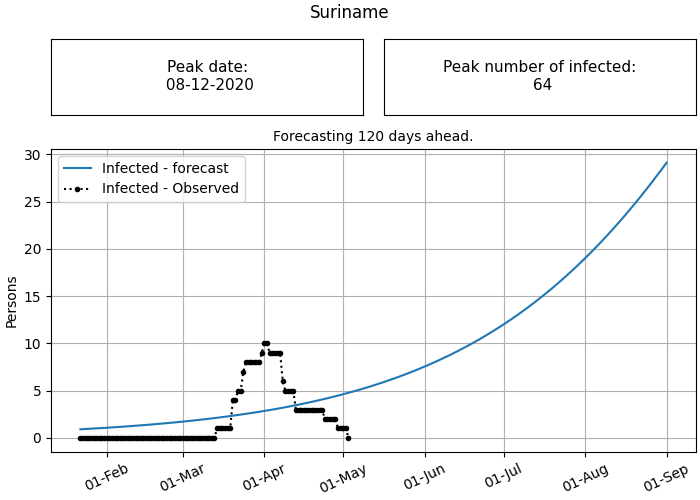 Suriname
Peak date:
08-12-2020
Peak number of infected:
64
Forecasting 120 days ahead.
Infected - forecast
Infected - Observed
Persons
30
25
20
15
10
5
0
01-Feb
01-Mar
01-Apr
01-May
01-Jun
01-Jul
01-Aug
01-Sep